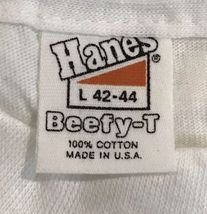 Hanes®
L 42-44
Beefy-T
100% COTTON
MADE IN U.S.A.